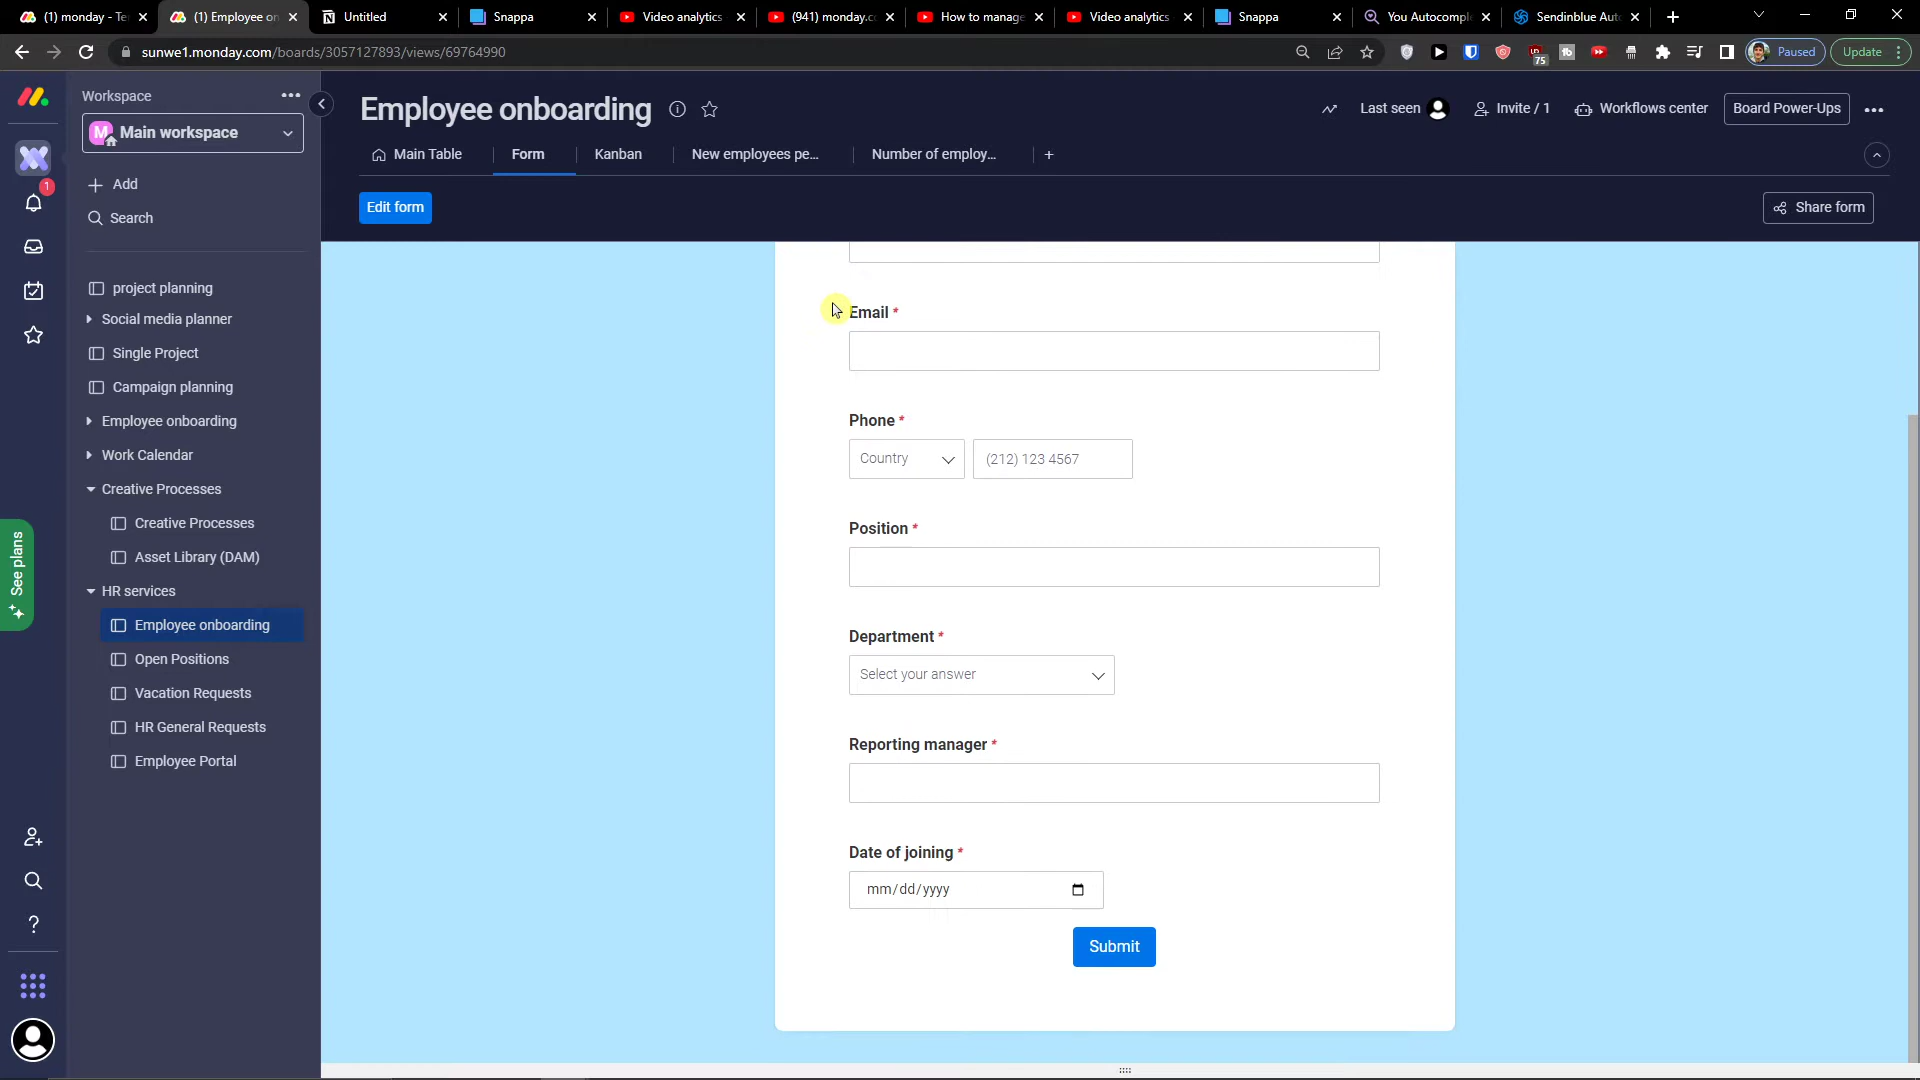 (1) monday - Te
(1) Employee on
Untitled
Snappa
Video analytics
(941) monday.c
How to manage
Video analytics
Snappa
You Autocompl
Sendinblue Aut
sunwe1.monday.com/boards/3057127893/views/69764990
75
Paused
Update
Workspace
M
Main workspace
Add
1
Search
project planning
Social media planner
Single Project
Campaign planning
Employee onboarding
Work Calendar
Creative Processes
Creative Processes
Asset Library (DAM)
HR services
Employee onboarding
Open Positions
Vacation Requests
HR General Requests
Employee Portal
See plans
Employee onboarding
Last seen
Invite / 1
Workflows center
Board Power-Ups
Main Table
Form
Kanban
New employees pe...
Number of employ...
Edit form
Share form
Email *
Phone *
Country
(212) 123 4567
Position *
Department *
Select your answer
Reporting manager *
Date of joining *
mm/dd/yyyy
Submit